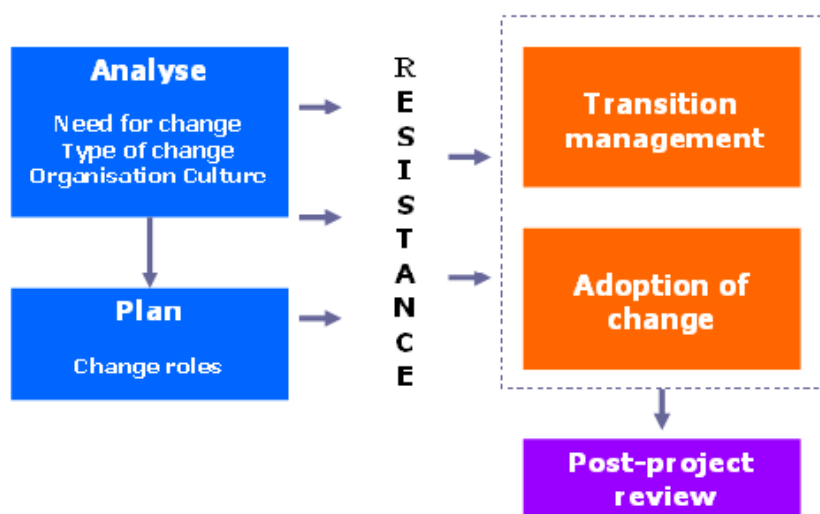 Analyse
Need for change
Type of change
Organisation Culture
Plan
Change roles
R
E
S
I
S
T
A
N
C
E
Transition
management
Adoption of
change
Post-project
review